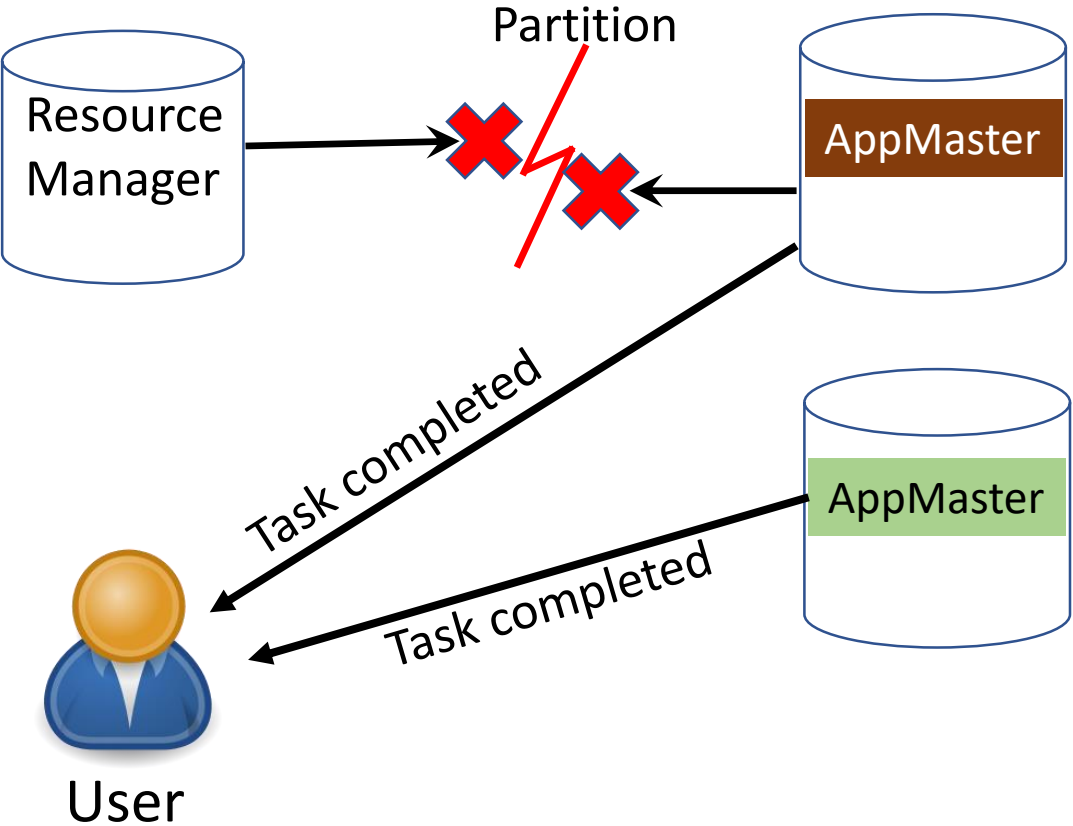 Partition
Resource
Manager
AppMaster
Task completed
AppMaster
Task completed
User